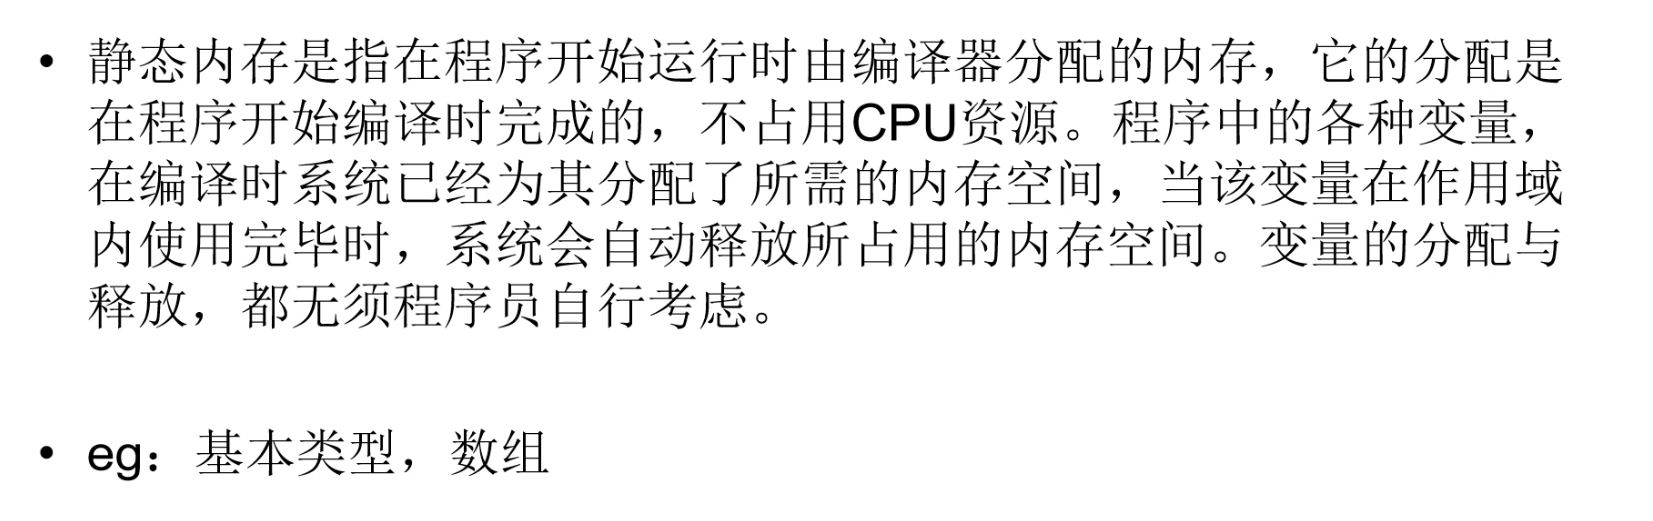 • 静态内存是指在程序开始运行时由编译器分配的内存，它的分配是
在程序开始编译时完成的，不占用CPU资源。程序中的各种变量，
在编译时系统已经为其分配了所需的内存空间，当该变量在作用域
内使用完毕时，系统会自动释放所占用的内存空间。变量的分配与
释放，都无须程序员自行考虑。
• eg：基本类型，数组